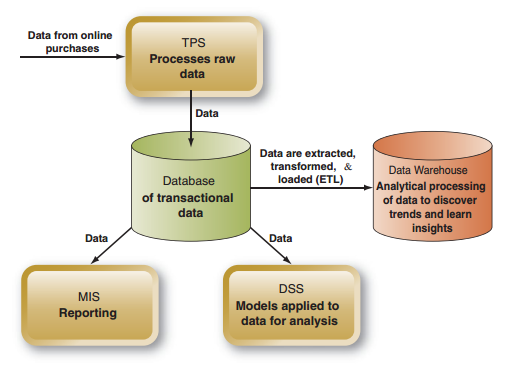 Data from online
purchases
TPS
Processes raw
data
Data
Database
of transactional
data
Data are extracted,
transformed, &
loaded (ETL)
Data Warehouse
Analytical processing
of data to discover
trends and learn
insights
Data
Data
MIS
Reporting
DSS
Models applied to
data for analysis